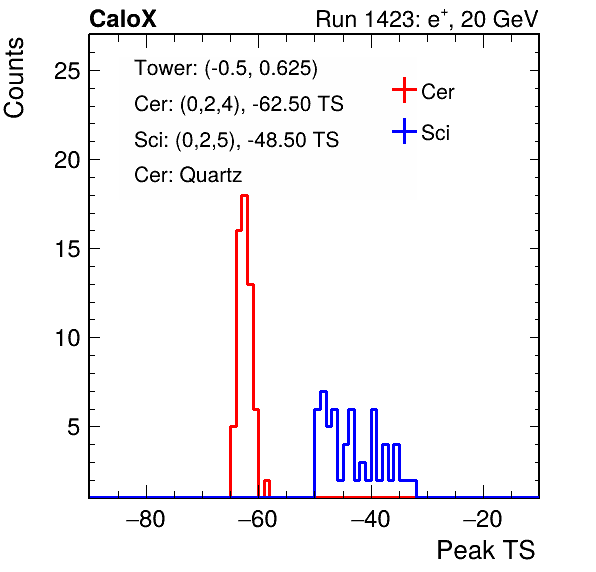 CaloX Run 1423: e⁺, 20 GeV
Counts
Tower: (-0.5, 0.625)
Cer: (0,2,4), -62.50 TS
Sci: (0,2,5), -48.50 TS
Cer: Quartz
Cer
Sci
25
20
15
10
5
−80 −60 −40 −20
Peak TS